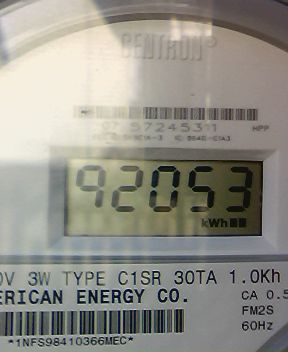 CENTRON®
57245311
HPP
92053
kWh
0V 3W TYPE C1SR 30TA 1.0Kh
ERICAN ENERGY CO. CA 0.5
FM2S
60Hz
*1NFS98410366MEC*